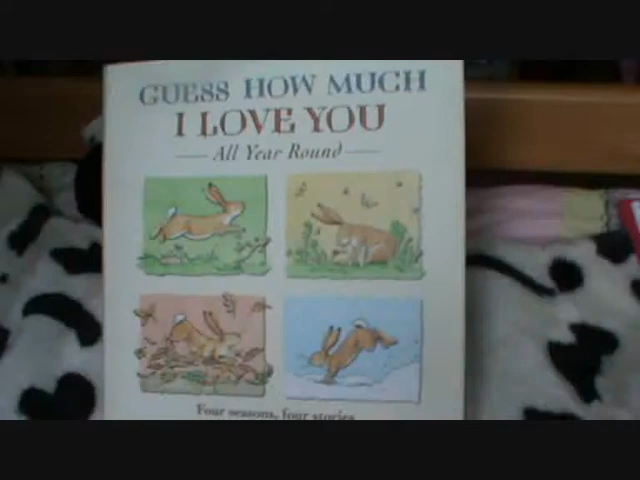 GUESS HOW MUCH
I LOVE YOU
All Year Round
Four seasons, four stories